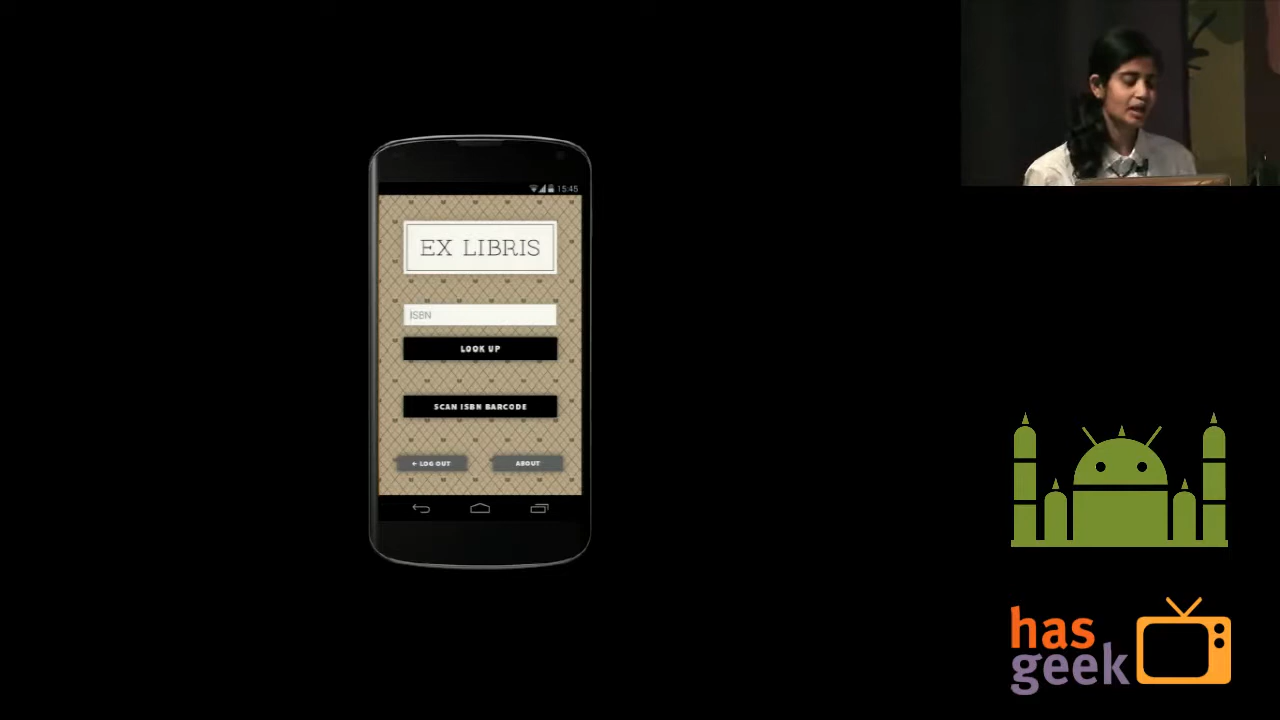 15:45
EX LIBRIS
ISBN
LOOK UP
SCAN ISBN BARCODE
← LOG OUT
ABOUT
has
geek